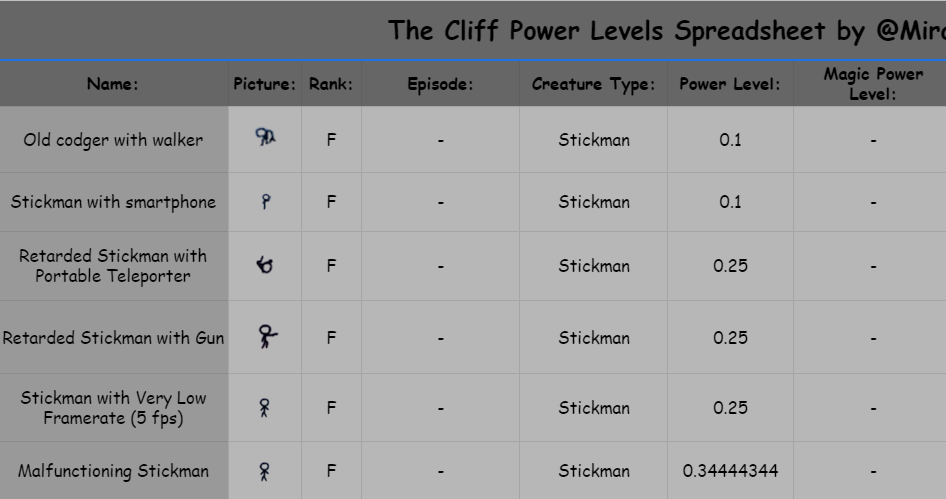 The Cliff Power Levels Spreadsheet by
Name: Picture: Rank: Episode: Creature Type: Power Level: Magic Power
Level:
Old codger with walker F - Stickman 0.1 -
Stickman with smartphone F - Stickman 0.1 -
Retarded Stickman with
Portable Teleporter F - Stickman 0.25 -
Retarded Stickman with Gun F - Stickman 0.25 -
Stickman with Very Low
Framerate (5 fps) F - Stickman 0.25 -
Malfunctioning Stickman F - Stickman 0.34444344 -